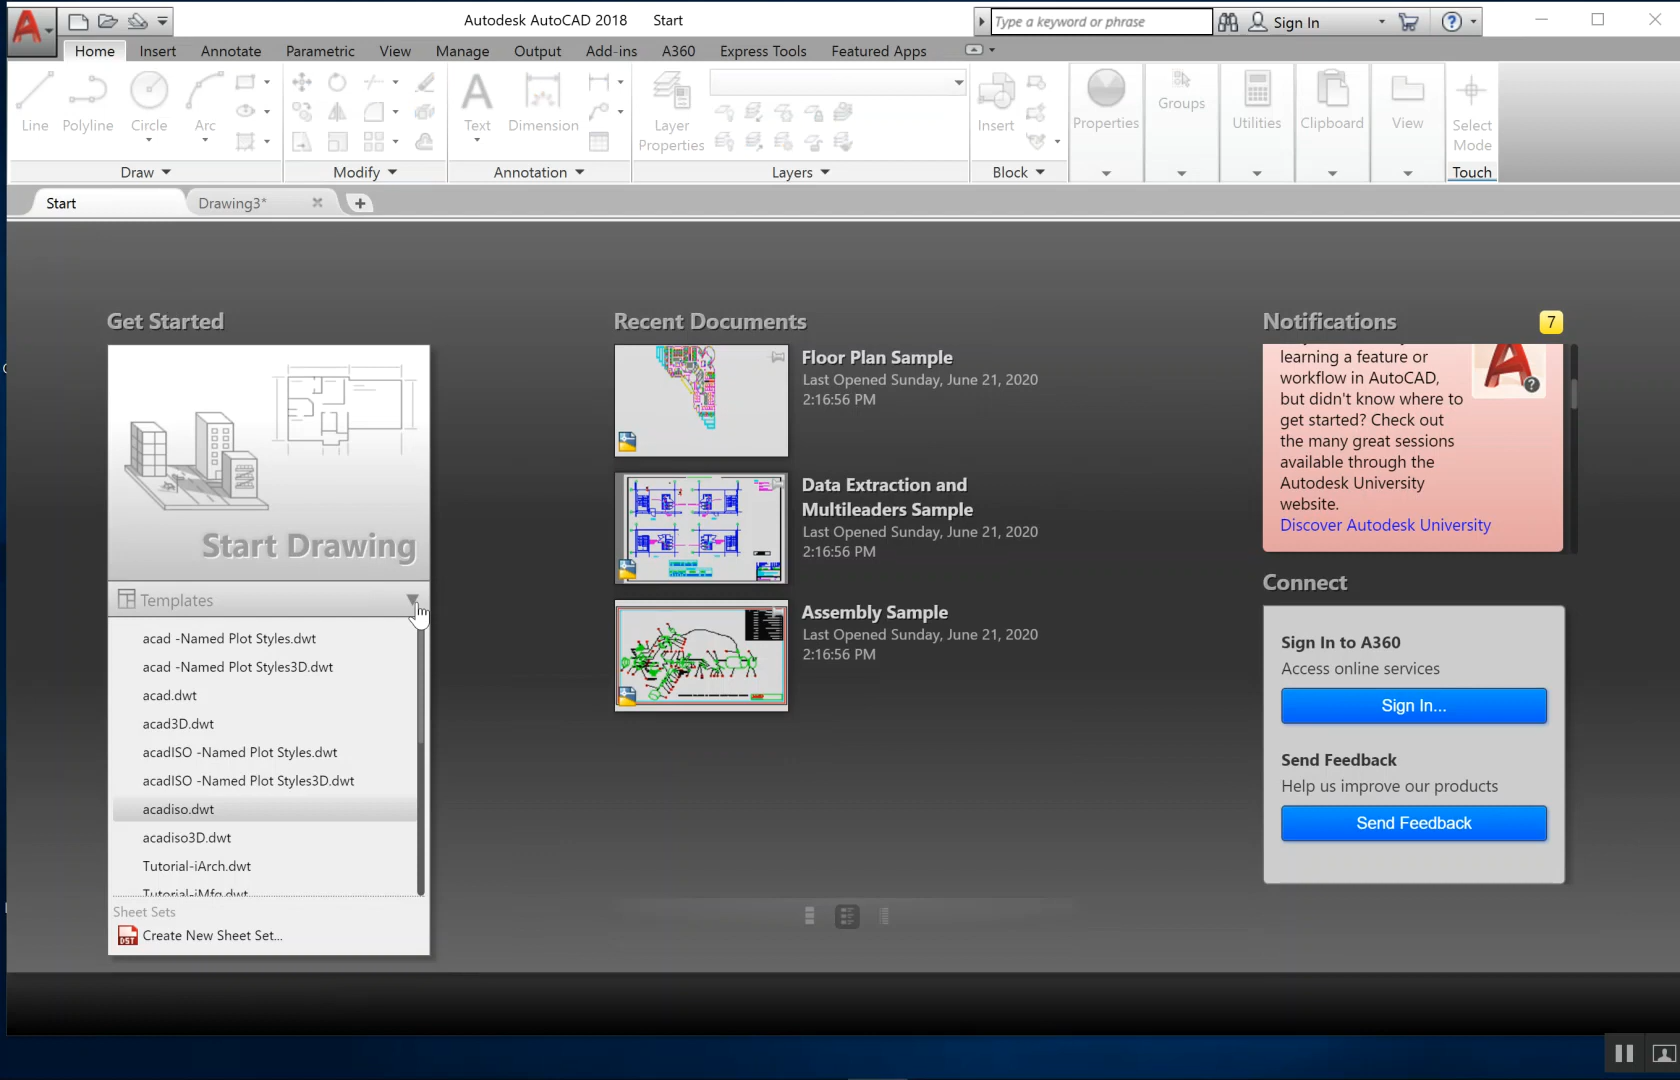 Autodesk AutoCAD 2018 Start
Type a keyword or phrase
Sign In
Home Insert Annotate Parametric View Manage Output Add-ins A360 Express Tools Featured Apps
Line Polyline Circle Arc
Text Dimension
Layer
Properties
Insert
Properties
Groups
Utilities
Clipboard
View
Select
Mode
Draw Modify Annotation Layers Block Touch
Start Drawing3*
Get Started
Start Drawing
Templates
acad -Named Plot Styles.dwt
acad -Named Plot Styles3D.dwt
acad.dwt
acad3D.dwt
acadISO -Named Plot Styles.dwt
acadISO -Named Plot Styles3D.dwt
acadiso.dwt
acadiso3D.dwt
Tutorial-iArch.dwt
Tutorial-iMfg.dwt
Sheet Sets
DST
Create New Sheet Set...
Recent Documents
Floor Plan Sample
Last Opened Sunday, June 21, 2020
2:16:56 PM
Data Extraction and
Multileaders Sample
Last Opened Sunday, June 21, 2020
2:16:56 PM
Assembly Sample
Last Opened Sunday, June 21, 2020
2:16:56 PM
Notifications 7
learning a feature or
workflow in AutoCAD,
but didn't know where to
get started? Check out
the many great sessions
available through the
Autodesk University
website.
Discover Autodesk University
Connect
Sign In to A360
Access online services
Sign In...
Send Feedback
Help us improve our products
Send Feedback